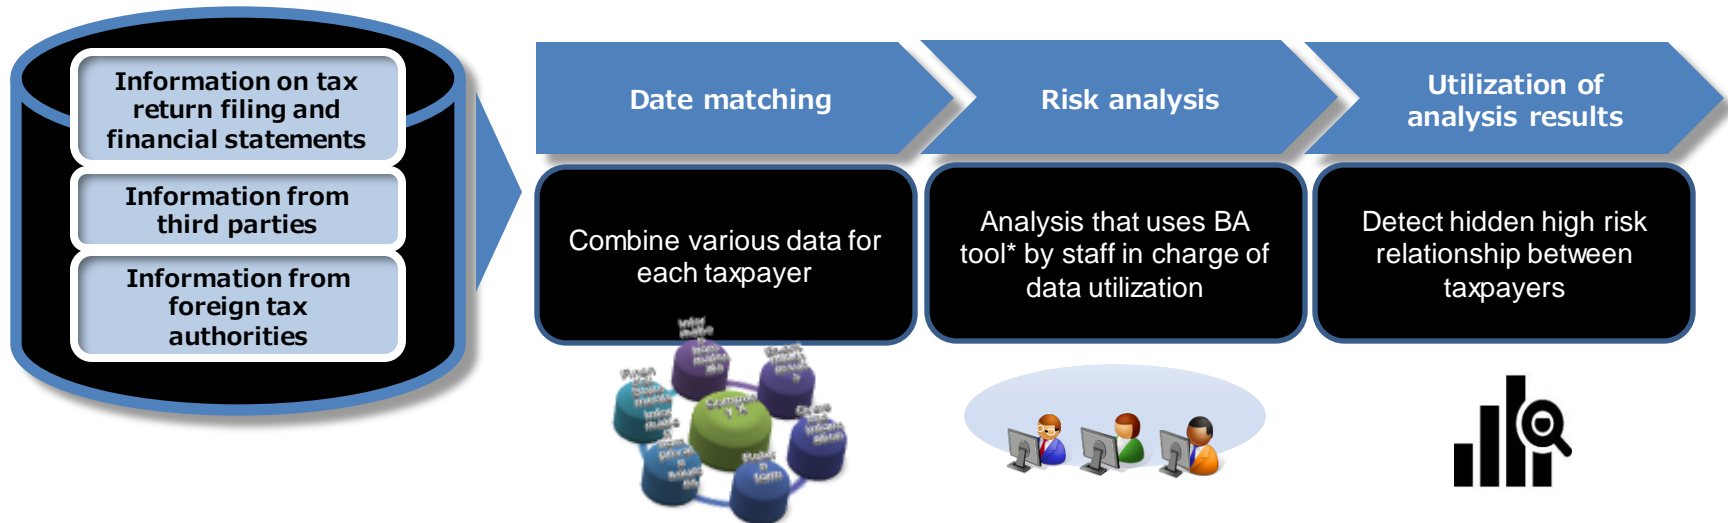 Information on tax
return filing and
financial statements
Information from
third parties
Information from
foreign tax
authorities
Date matching
Risk analysis
Utilization of
analysis results
Combine various data for
each taxpayer
Analysis that uses BA
tool* by staff in charge of
data utilization
Detect hidden high risk
relationship between
taxpayers
Compan
y X